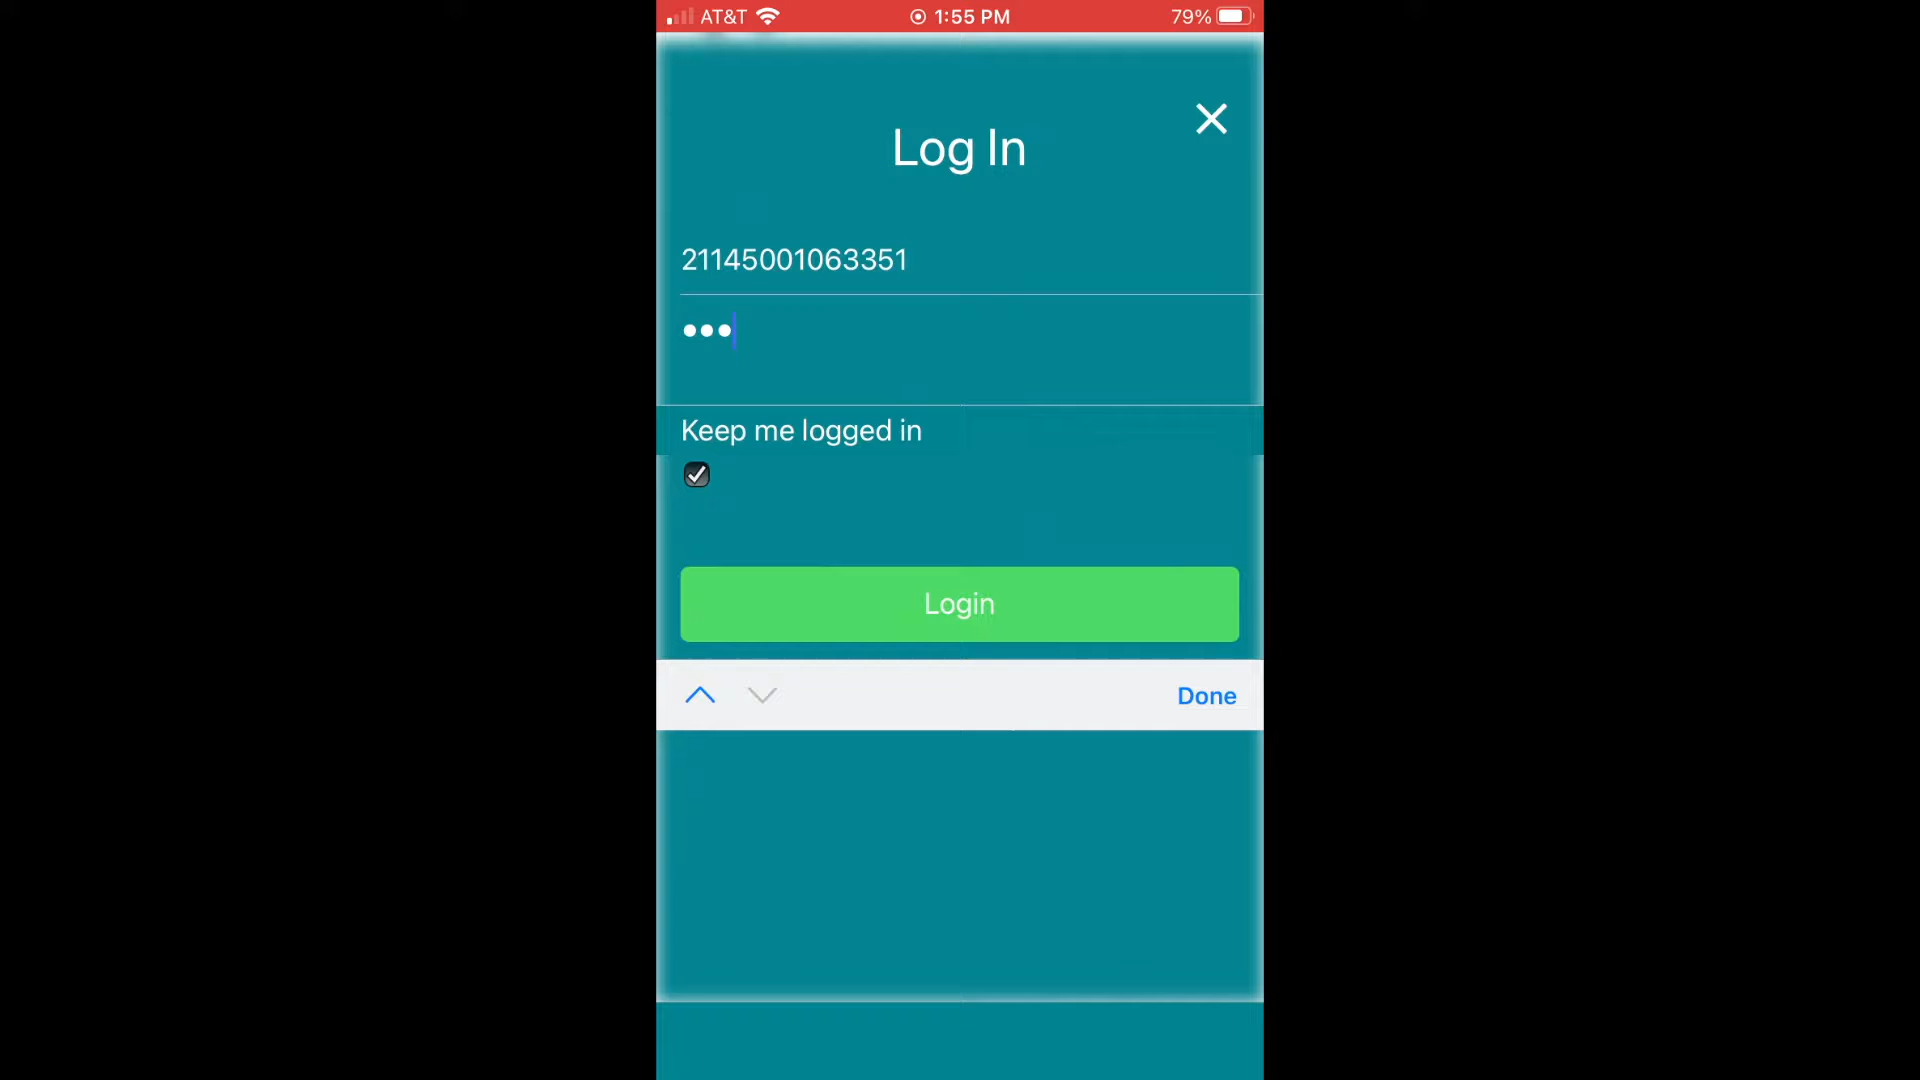 AT&T 1:55 PM 79%
Log In
21145001063351
Keep me logged in
Login
Done